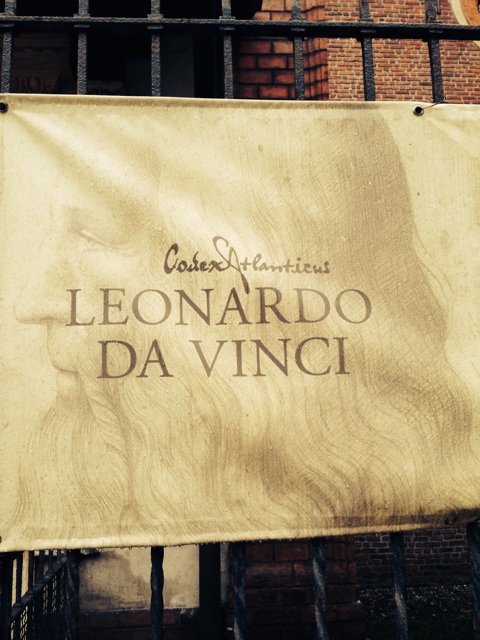 Codex Atlanticus
LEONARDO
DA VINCI